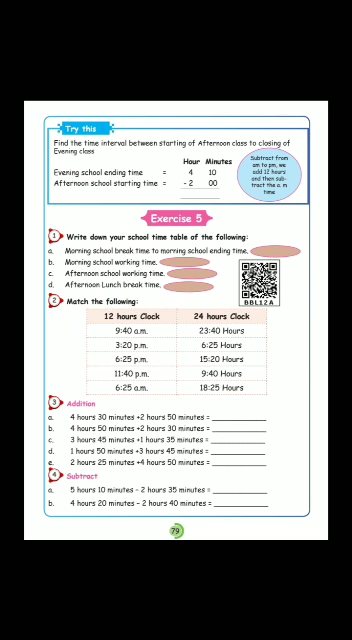 Try this
Find the time interval between starting of Afternoon class to closing of
Evening class
Hour Minutes
Evening school ending time = 4 10
Afternoon school starting time = - 2 00
Subtract from
am to pm, we
add 12 hours
and then sub-
tract the a. m
time
Exercise 5
1 Write down your school time table of the following:
a. Morning school break time to morning school ending time.
b. Morning school working time.
c. Afternoon school working time.
d. Afternoon Lunch break time.
BBL12A
2 Match the following:
12 hours Clock 24 hours Clock
9:40 a.m. 23:40 Hours
3:20 p.m. 6:25 Hours
6:25 p.m. 15:20 Hours
11:40 p.m. 9:40 Hours
6:25 a.m. 18:25 Hours
3 Addition
a. 4 hours 30 minutes +2 hours 50 minutes = ____________
b. 4 hours 50 minutes +2 hours 30 minutes = ____________
c. 3 hours 45 minutes +1 hours 35 minutes = ____________
d. 1 hours 50 minutes +3 hours 45 minutes = ____________
e. 2 hours 25 minutes +4 hours 50 minutes = ____________
4 Subtract
a. 5 hours 10 minutes - 2 hours 35 minutes = ____________
b. 4 hours 20 minutes - 2 hours 40 minutes = ____________
79